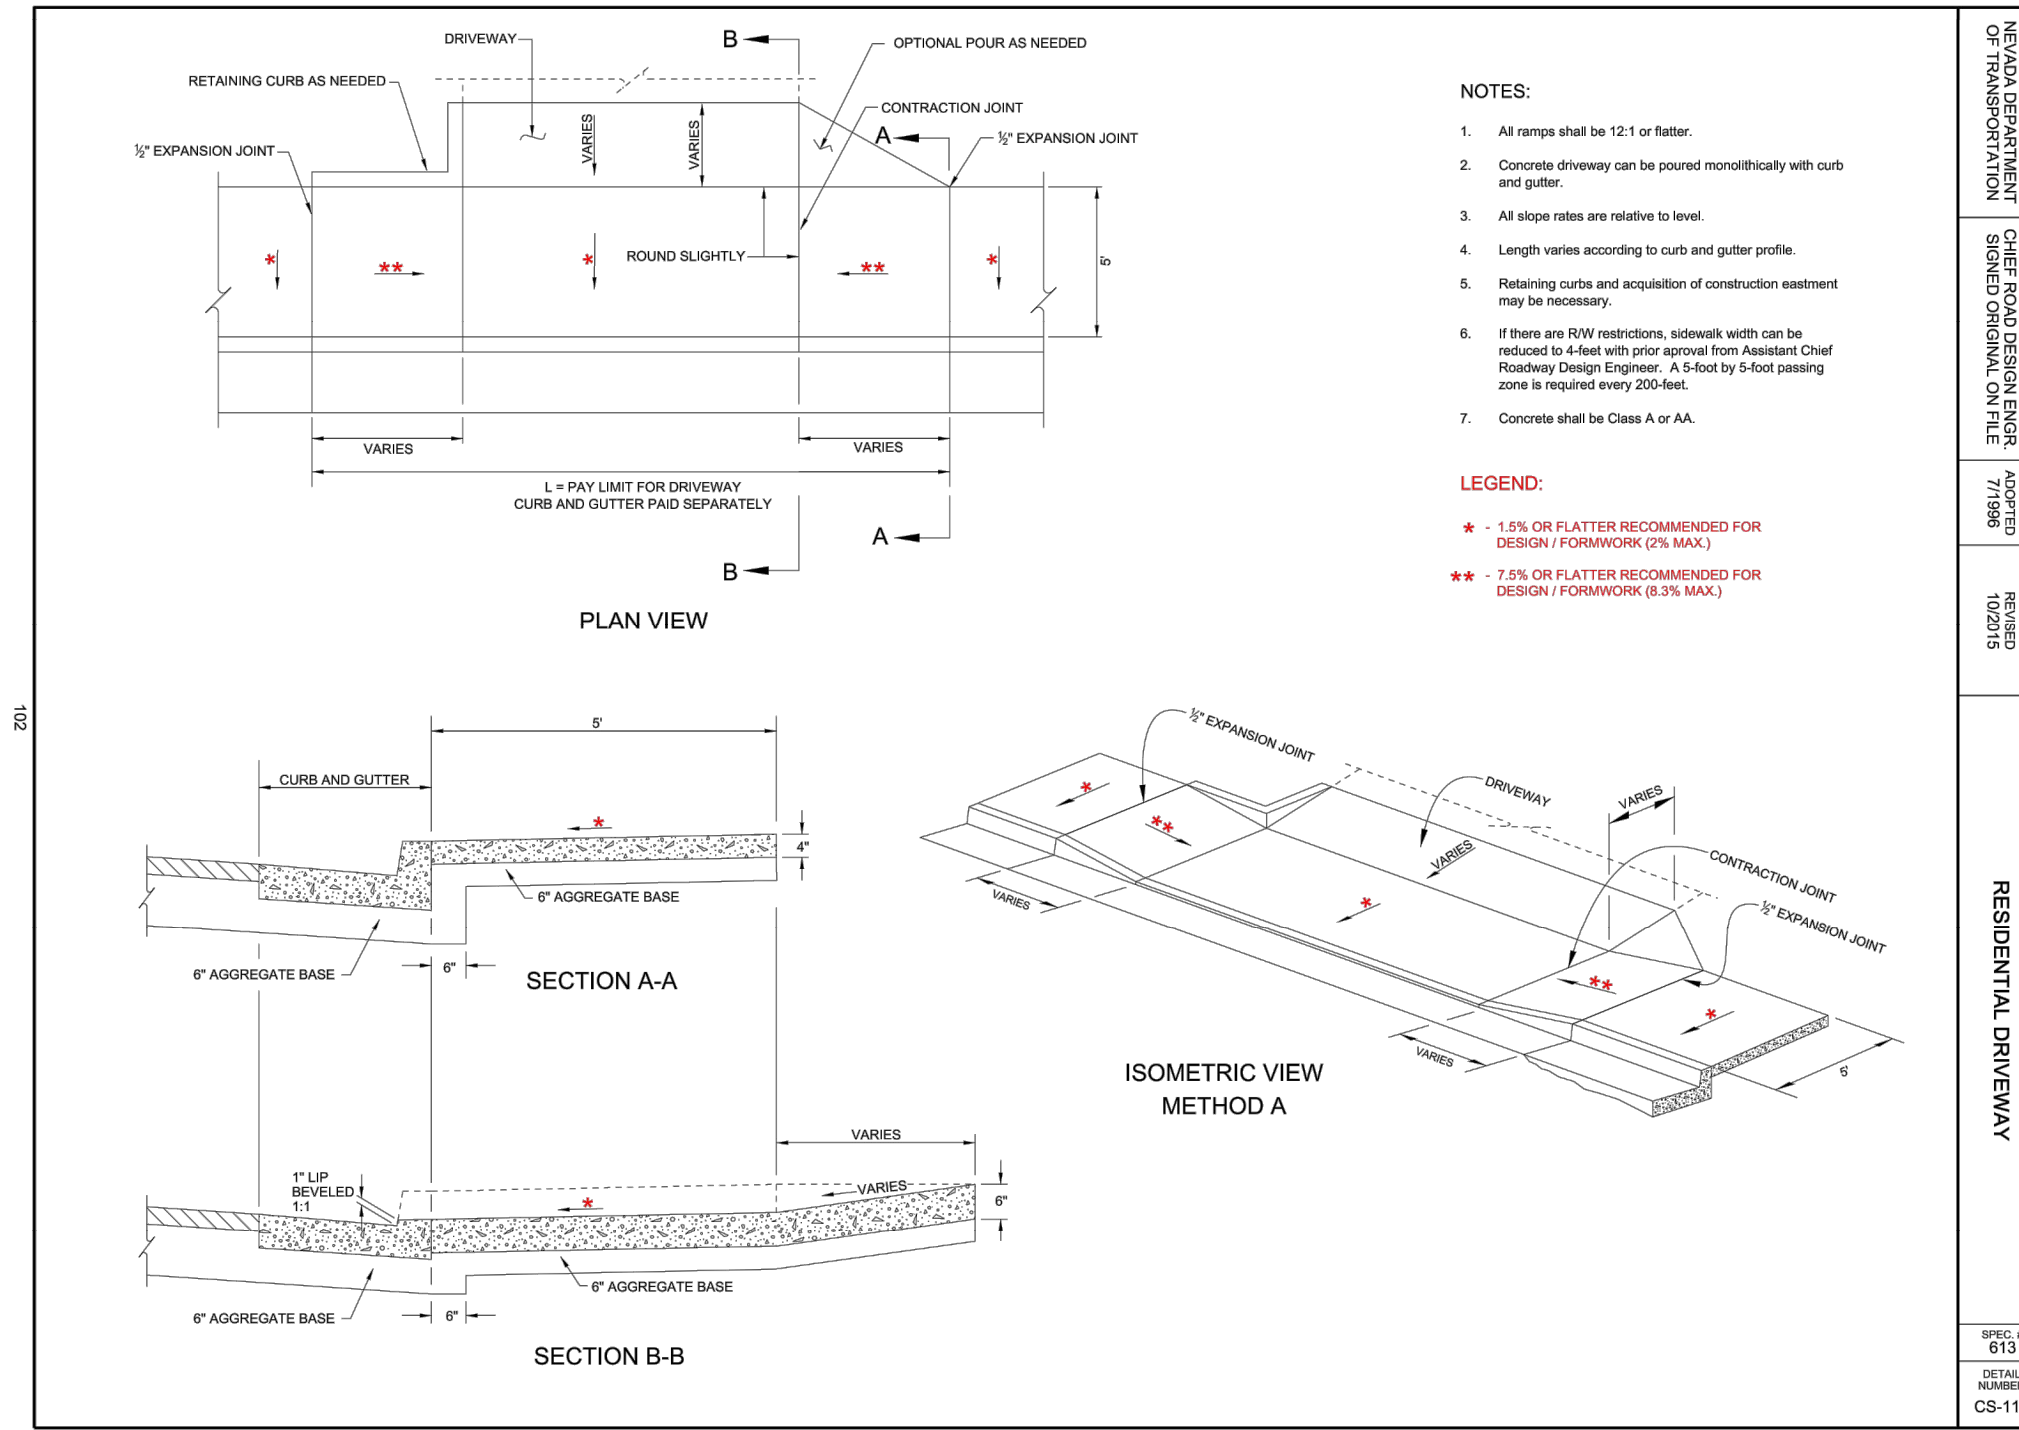 DRIVEWAY
B
OPTIONAL POUR AS NEEDED
RETAINING CURB AS NEEDED
CONTRACTION JOINT
A
½" EXPANSION JOINT
½" EXPANSION JOINT
VARIES
VARIES
*
**
*
ROUND SLIGHTLY
**
*
5'
VARIES
VARIES
L = PAY LIMIT FOR DRIVEWAY
CURB AND GUTTER PAID SEPARATELY
A
B
PLAN VIEW
NOTES:
1. All ramps shall be 12:1 or flatter.
2. Concrete driveway can be poured monolithically with curb
and gutter.
3. All slope rates are relative to level.
4. Length varies according to curb and gutter profile.
5. Retaining curbs and acquisition of construction eastment
may be necessary.
6. If there are R/W restrictions, sidewalk width can be
reduced to 4-feet with prior aproval from Assistant Chief
Roadway Design Engineer. A 5-foot by 5-foot passing
zone is required every 200-feet.
7. Concrete shall be Class A or AA.
LEGEND:
* - 1.5% OR FLATTER RECOMMENDED FOR
DESIGN / FORMWORK (2% MAX.)
** - 7.5% OR FLATTER RECOMMENDED FOR
DESIGN / FORMWORK (8.3% MAX.)
5'
CURB AND GUTTER
*
4"
6" AGGREGATE BASE
6" AGGREGATE BASE
6"
SECTION A-A
VARIES
1" LIP
BEVELED
1:1
*
VARIES
6"
6" AGGREGATE BASE
6" AGGREGATE BASE
6"
SECTION B-B
½" EXPANSION JOINT
DRIVEWAY
VARIES
*
**
VARIES
CONTRACTION JOINT
½" EXPANSION JOINT
VARIES
*
**
*
VARIES
5'
ISOMETRIC VIEW
METHOD A
NEVADA DEPARTMENT
OF TRANSPORTATION
CHIEF ROAD DESIGN ENGR.
SIGNED ORIGINAL ON FILE
ADOPTED
7/1996
REVISED
10/2015
RESIDENTIAL DRIVEWAY
SPEC.
613
DETAIL
NUMBER
CS-11
102